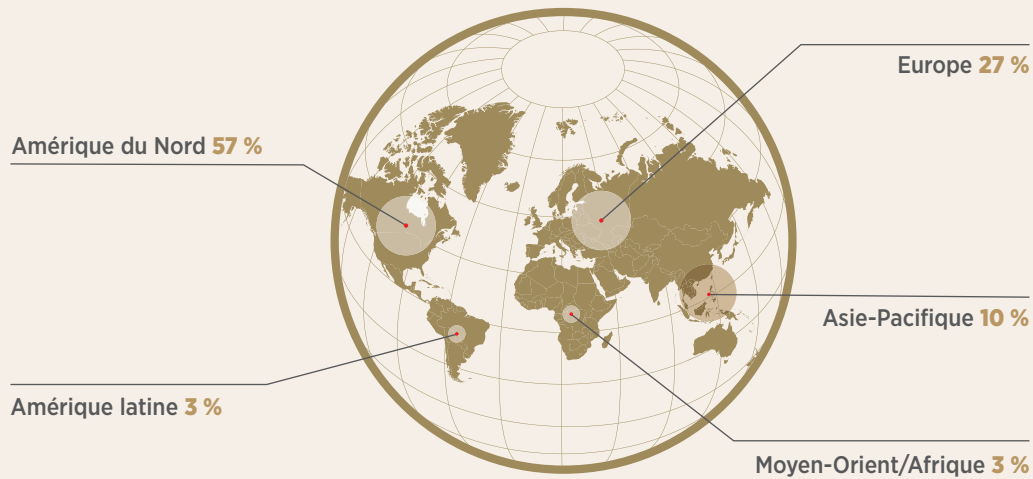 Europe 27 %
Amérique du Nord 57 %
Asie-Pacifique 10 %
Amérique latine 3 %
Moyen-Orient/Afrique 3 %